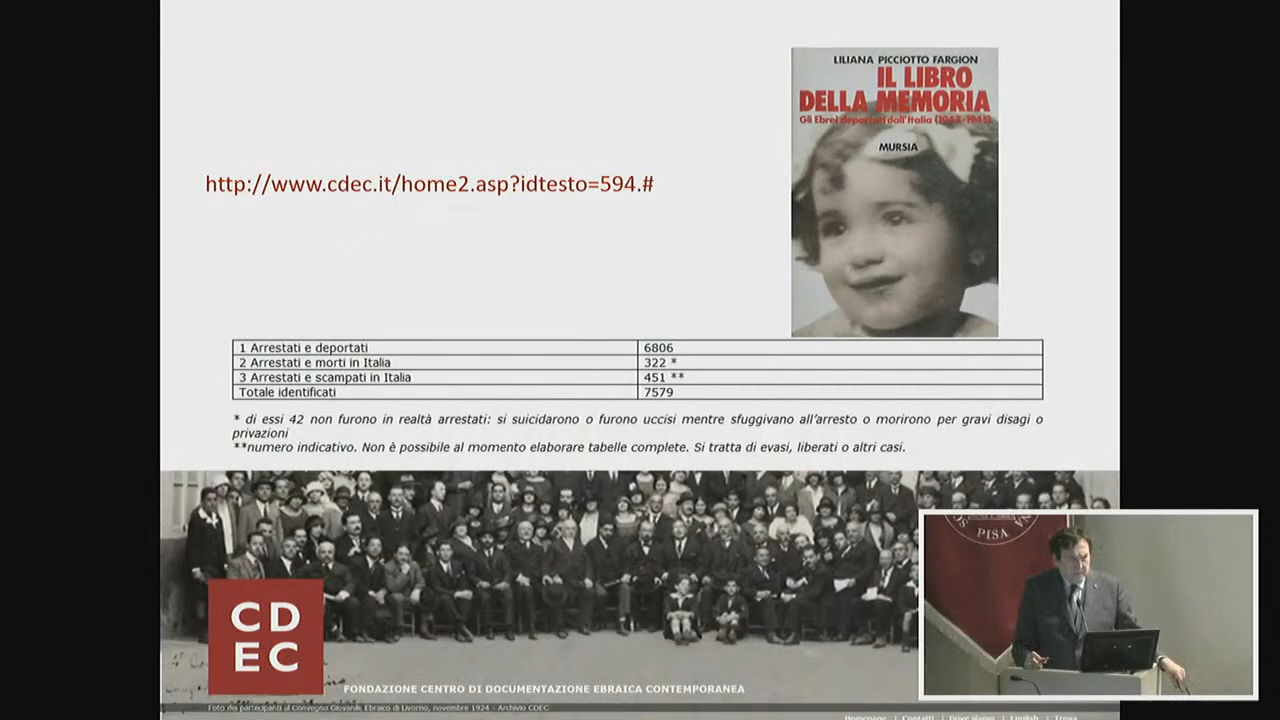 LILIANA PICCIOTTO FARGION
IL LIBRO
DELLA MEMORIA
Gli Ebrei deportati dall'Italia (1943-1945)
MURSIA
http://www.cdec.it/home2.asp?idtesto=594.#
1 Arrestati e deportati 6806
2 Arrestati e morti in Italia 322 *
3 Arrestati e scampati in Italia 451 **
Totale identificati 7579
* di essi 42 non furono in realtà arrestati: si suicidarono o furono uccisi mentre sfuggivano all'arresto o morirono per gravi disagi o
privazioni
**numero indicativo. Non è possibile al momento elaborare tabelle complete. Si tratta di evasi, liberati o altri casi.
PISA
CD
EC
FONDAZIONE CENTRO DI DOCUMENTAZIONE EBRAICA CONTEMPORANEA
Foto dei partecipanti al Convegno Giovanile Ebraico di Livorno, novembre 1924 - Archivio CDEC
Homepage | Contatti | Dove siamo | English | Trova